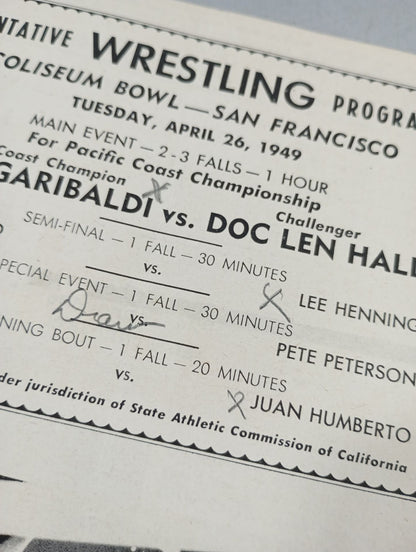 NTATIVE WRESTLING PROGRA
COLISEUM BOWL — SAN FRANCISCO
TUESDAY, APRIL 26, 1949
MAIN EVENT — 2-3 FALLS — 1 HOUR
For Pacific Coast Championship
Coast Champion Challenger
GARIBALDI X vs. DOC LEN HALL
SEMI-FINAL — 1 FALL — 30 MINUTES
vs. X LEE HENNING
PECIAL EVENT — 1 FALL — 30 MINUTES
Draw vs. PETE PETERSON
NING BOUT — 1 FALL — 20 MINUTES
vs. X JUAN HUMBERTO
der jurisdiction of State Athletic Commission of California